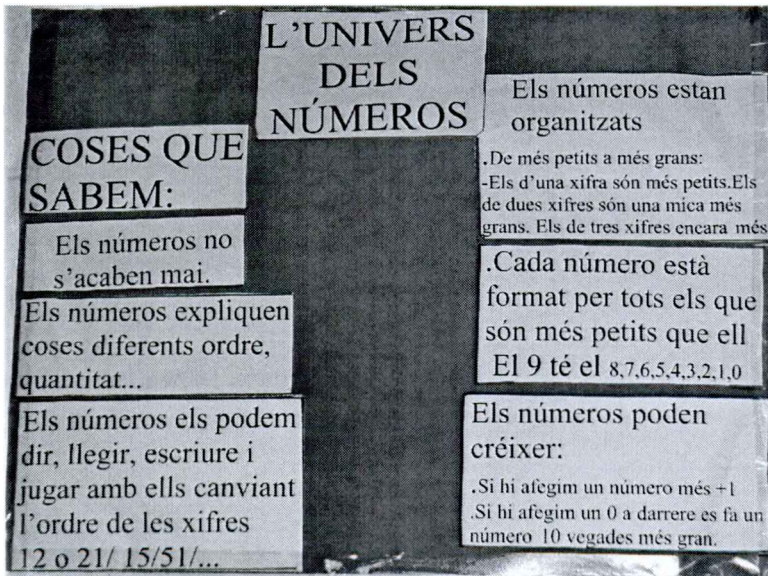 L'UNIVERS
DELS
NÚMEROS
COSES QUE
SABEM:
Els números no
s'acaben mai.
Els números expliquen
coses diferents ordre,
quantitat...
Els números els podem
dir, llegir, escriure i
jugar amb ells canviant
l'ordre de les xifres
12 o 21/ 15/51/...
Els números estan
organitzats
.De més petits a més grans:
-Els d'una xifra són més petits.Els
de dues xifres són una mica més
grans. Els de tres xifres encara més
.Cada número està
format per tots els que
són més petits que ell
El 9 té el 8,7,6,5,4,3,2,1,0
Els números poden
créixer:
.Si hi afegim un número més +1
.Si hi afegim un 0 a darrere es fa un
número 10 vegades més gran.